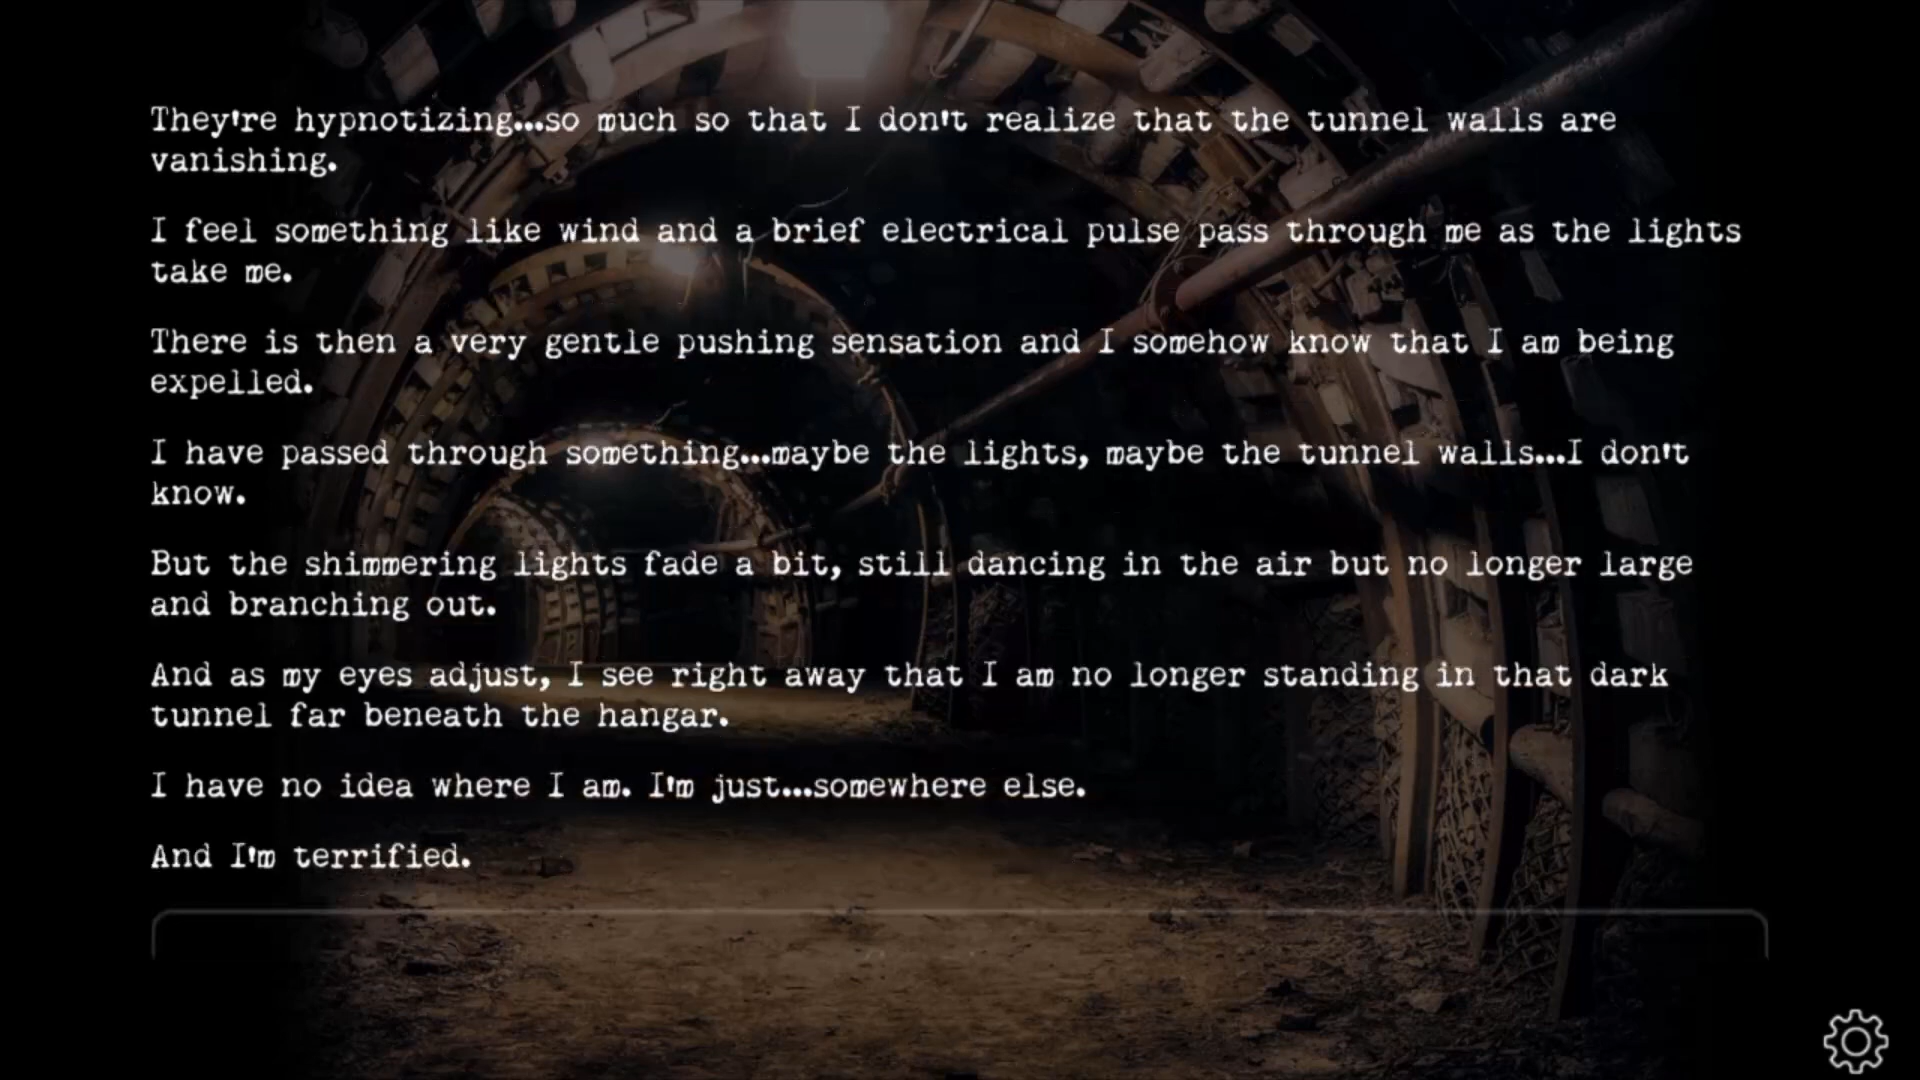 They're hypnotizing...so much so that I don't realize that the tunnel walls are
vanishing.
I feel something like wind and a brief electrical pulse pass through me as the lights
take me.
There is then a very gentle pushing sensation and I somehow know that I am being
expelled.
I have passed through something...maybe the lights, maybe the tunnel walls...I don't
know.
But the shimmering lights fade a bit, still dancing in the air but no longer large
and branching out.
And as my eyes adjust, I see right away that I am no longer standing in that dark
tunnel far beneath the hangar.
I have no idea where I am. I'm just...somewhere else.
And I'm terrified.